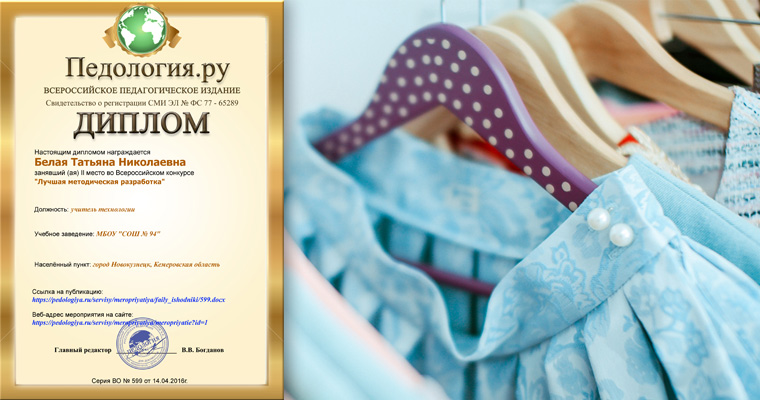 Педология.ру
ВСЕРОССИЙСКОЕ ПЕДАГОГИЧЕСКОЕ ИЗДАНИЕ
Свидетельство о регистрации СМИ ЭЛ № ФС 77 - 65289
ДИПЛОМ
Настоящим дипломом награждается
Белая Татьяна Николаевна
занявший (ая) II место во Всероссийском конкурсе
"Лучшая методическая разработка"
Должность: учитель технологии
Учебное заведение: МБОУ "СОШ № 94"
Населённый пункт: город Новокузнецк, Кемеровская область
Ссылка на публикацию:
https://pedologiya.ru/servisy/meropriyatiya/faily_ishodniki/599.docx
Веб-адрес мероприятия на сайте:
https://pedologiya.ru/servisy/meropriyatiya/meropriyatie?id=1
Главный редактор В.В. Богданов
Серия ВО № 599 от 14.04.2016г.